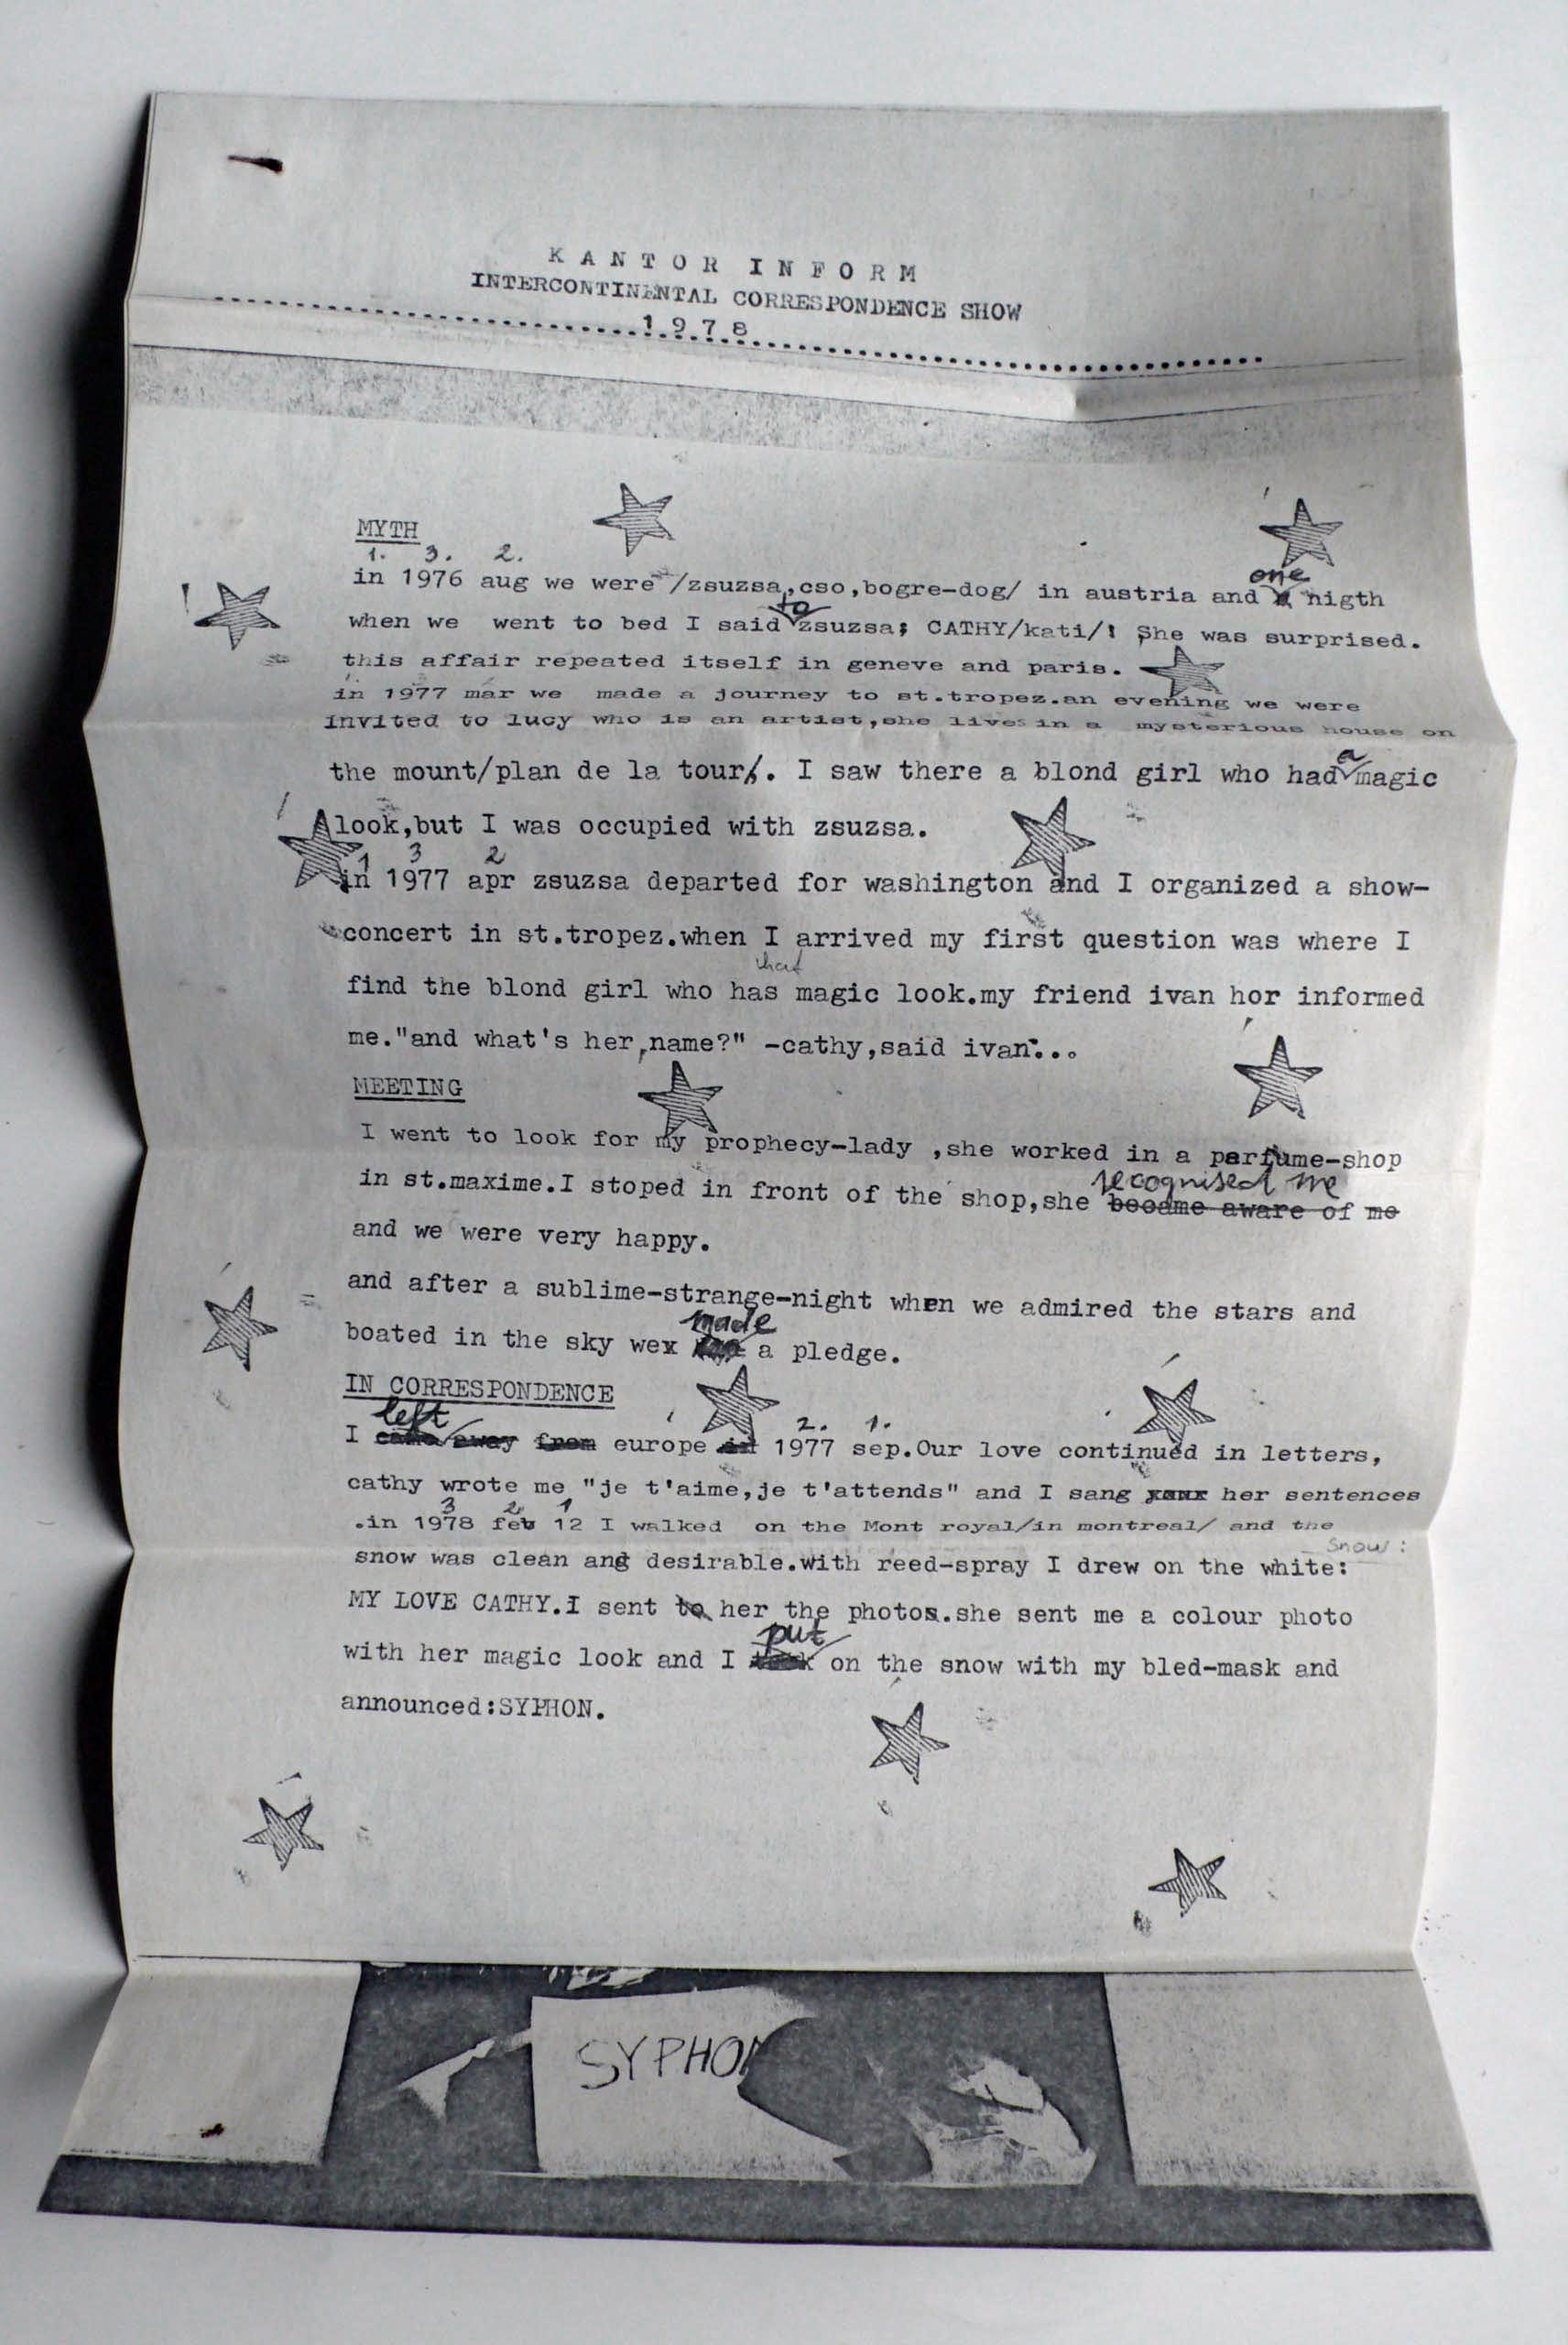 K A N T O R  I N F O R M
INTERCONTINENTAL CORRESPONDENCE SHOW
1978
MYTH
1. 3. 2.
one
in 1976 aug we were /zsuzsa,cso,bogre-dog/ in austria and nigth
to
when we went to bed I said zsuzsa; CATHY/kati/! She was surprised.
this affair repeated itself in geneve and paris.
in 1977 mar we made a journey to st.tropez.an evening we were
invited to lucy who is an artist,she lives in a mysterious house on
a
the mount/plan de la tour/. I saw there a blond girl who had magic
look,but I was occupied with zsuzsa.
1 3 2
in 1977 apr zsuzsa departed for washington and I organized a show-
concert in st.tropez.when I arrived my first question was where I
that
find the blond girl who has magic look.my friend ivan hor informed
me."and what's her,name?" -cathy,said ivan...
MEETING
I went to look for my prophecy-lady ,she worked in a parfume-shop
recognised me
in st.maxime.I stoped in front of the shop,she became aware of me
and we were very happy.
and after a sublime-strange-night when we admired the stars and
made
boated in the sky wex a pledge.
IN CORRESPONDENCE
left
2. 1.
I came away from europe in 1977 sep.Our love continued in letters,
cathy wrote me "je t'aime,je t'attends" and I sang her sentences
3 2 1
.in 1978 feb 12 I walked on the Mont royal/in montreal/ and the
snow:
snow was clean and desirable.with reed-spray I drew on the white:
MY LOVE CATHY.I sent to her the photos.she sent me a colour photo
put
with her magic look and I on the snow with my bled-mask and
announced:SYPHON.
SYPHON